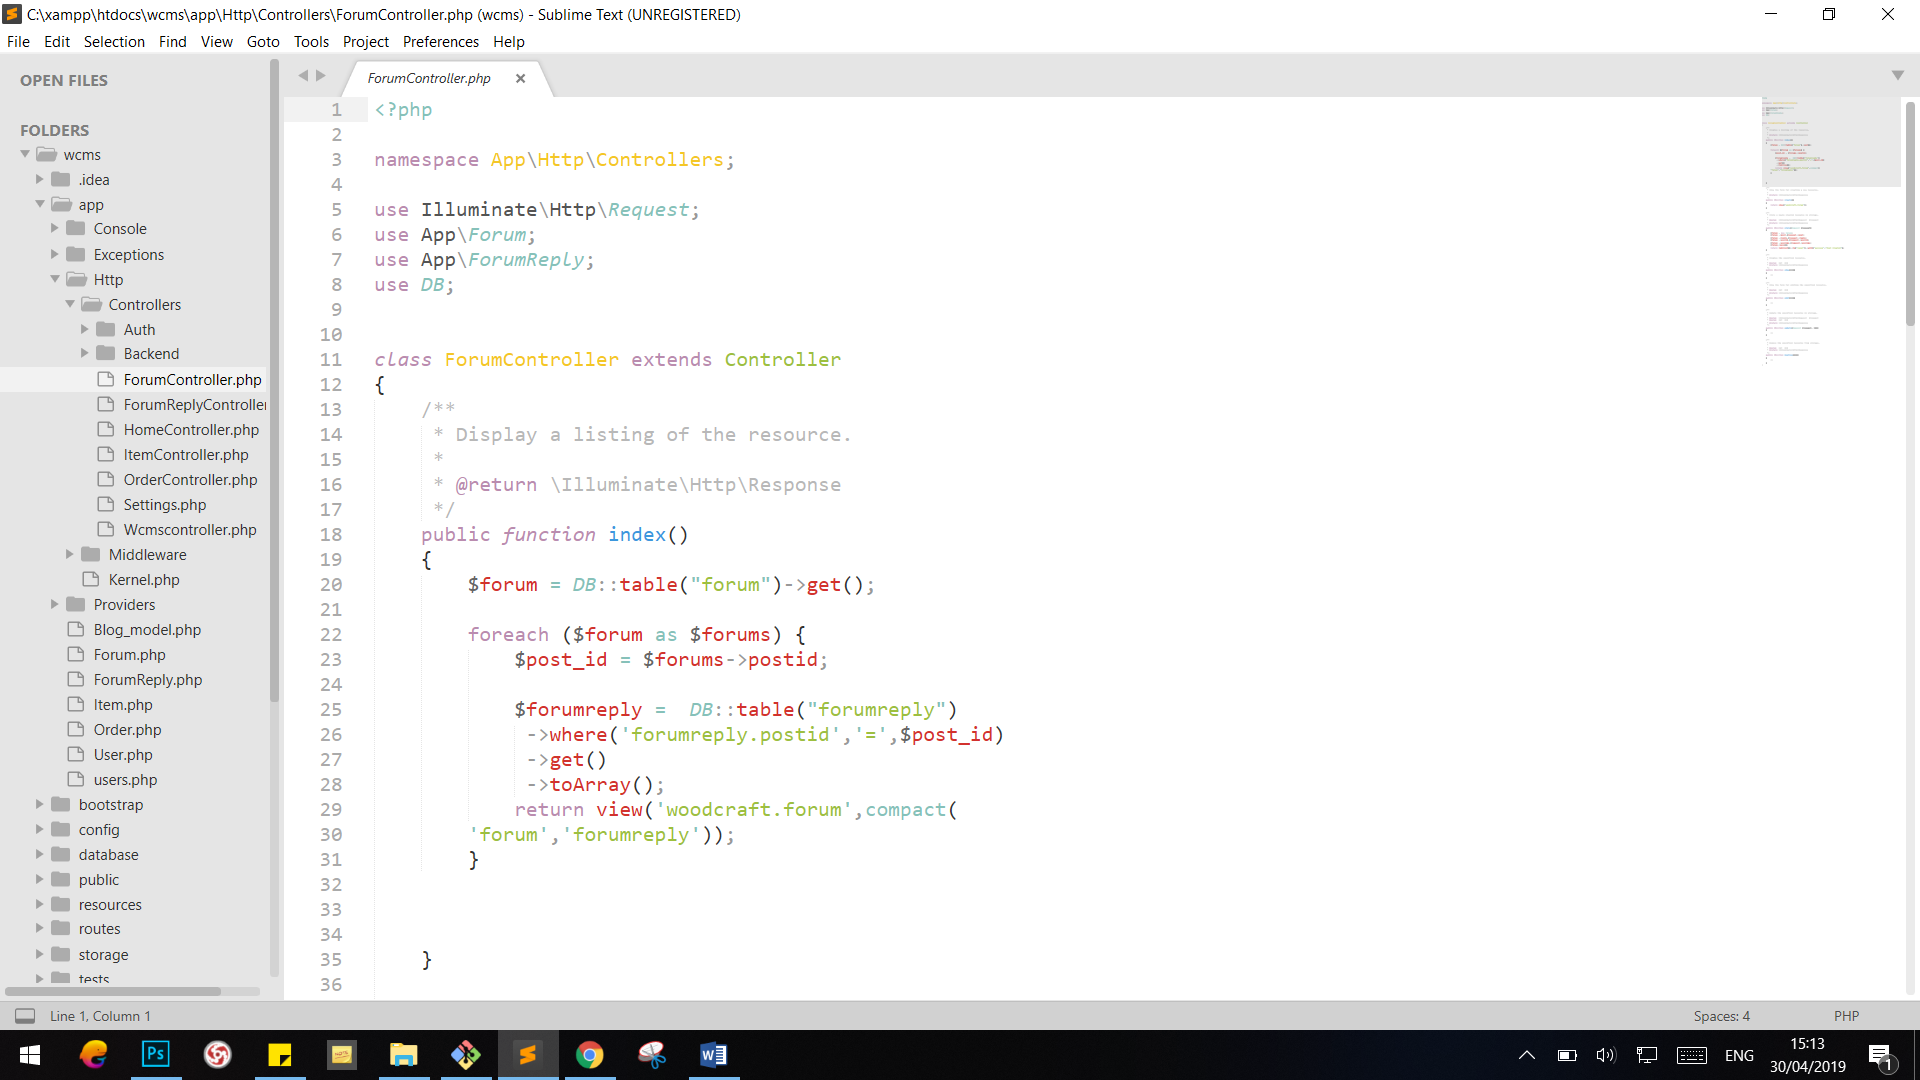 C:\xampp\htdocs\wcms\app\Http\Controllers\ForumController.php (wcms) - Sublime Text (UNREGISTERED)
File Edit Selection Find View Goto Tools Project Preferences Help
OPEN FILES
FOLDERS
wcms
.idea
app
Console
Exceptions
Http
Controllers
Auth
Backend
ForumController.php
ForumReplyController
HomeController.php
ItemController.php
OrderController.php
Settings.php
Wcmscontroller.php
Middleware
Kernel.php
Providers
Blog_model.php
Forum.php
ForumReply.php
Item.php
Order.php
User.php
users.php
bootstrap
config
database
public
resources
routes
storage
tests
ForumController.php
1 <?php
2
3 namespace App\Http\Controllers;
4
5 use Illuminate\Http\Request;
6 use App\Forum;
7 use App\ForumReply;
8 use DB;
9
10
11 class ForumController extends Controller
12 {
13 /**
14 * Display a listing of the resource.
15 *
16 * @return \Illuminate\Http\Response
17 */
18 public function index()
19 {
20 $forum = DB::table("forum")->get();
21
22 foreach ($forum as $forums) {
23 $post_id = $forums->postid;
24
25 $forumreply =  DB::table("forumreply")
26 ->where('forumreply.postid','=',$post_id)
27 ->get()
28 ->toArray();
29 return view('woodcraft.forum',compact(
30 'forum','forumreply'));
31 }
32
33
34
35 }
36
Line 1, Column 1
Spaces: 4
PHP
Ps
W
ENG
15:13
30/04/2019
1